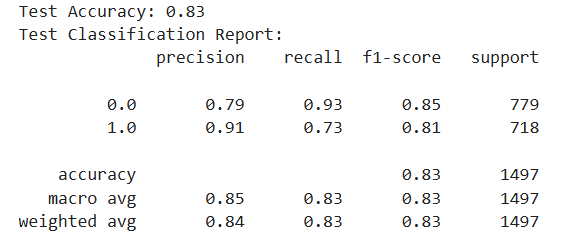 Test Accuracy: 0.83
Test Classification Report:
precision recall f1-score support
0.0 0.79 0.93 0.85 779
1.0 0.91 0.73 0.81 718
accuracy 0.83 1497
macro avg 0.85 0.83 0.83 1497
weighted avg 0.84 0.83 0.83 1497